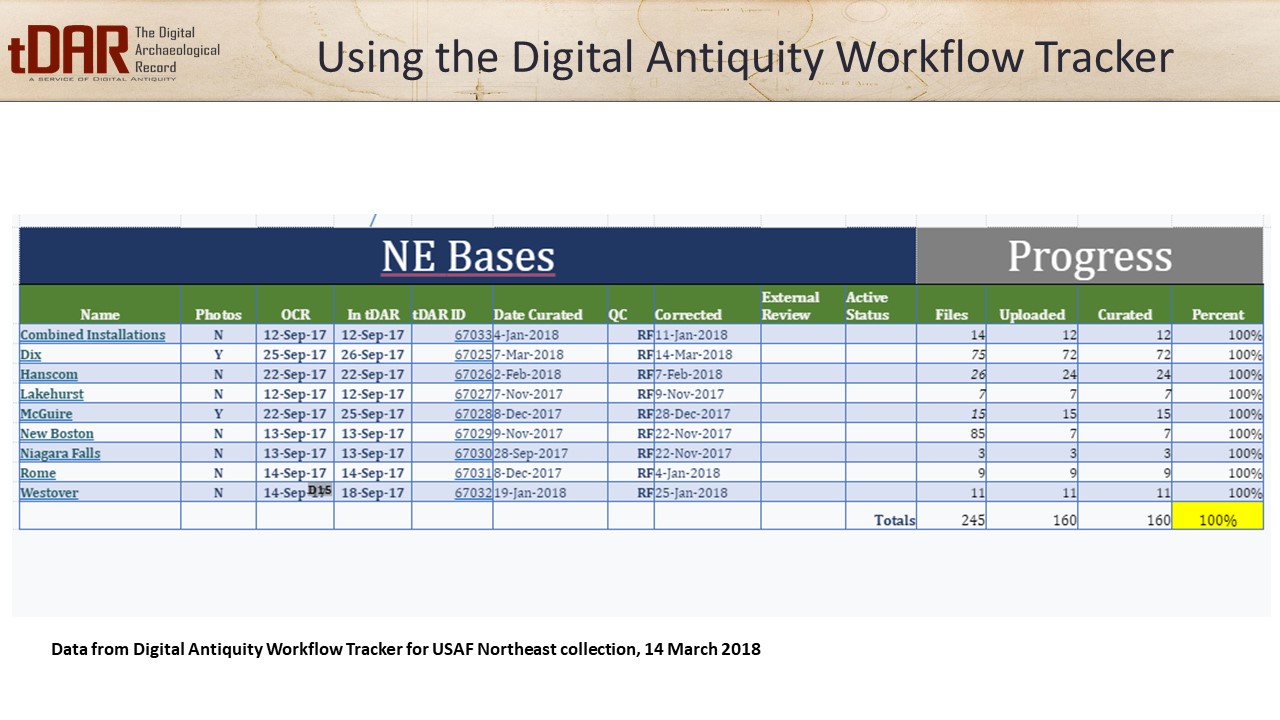 tDAR The Digital Archaeological Record
A SERVICE OF DIGITAL ANTIQUITY
Using the Digital Antiquity Workflow Tracker
NE Bases Progress
Name Photos OCR In tDAR tDAR ID Date Curated QC Corrected External Review Active Status Files Uploaded Curated Percent
Combined Installations N 12-Sep-17 12-Sep-17 67033 4-Jan-2018 RF 11-Jan-2018 14 12 12 100%
Dix Y 25-Sep-17 26-Sep-17 67025 7-Mar-2018 RF 14-Mar-2018 75 72 72 100%
Hanscom N 22-Sep-17 22-Sep-17 67026 2-Feb-2018 RF 7-Feb-2018 26 24 24 100%
Lakehurst N 12-Sep-17 12-Sep-17 67027 7-Nov-2017 RF 9-Nov-2017 7 7 7 100%
McGuire Y 22-Sep-17 25-Sep-17 67028 8-Dec-2017 RF 28-Dec-2017 15 15 15 100%
New Boston N 13-Sep-17 13-Sep-17 67029 9-Nov-2017 RF 22-Nov-2017 85 7 7 100%
Niagara Falls N 13-Sep-17 13-Sep-17 67030 28-Sep-2017 RF 22-Nov-2017 3 3 3 100%
Rome N 14-Sep-17 14-Sep-17 67031 8-Dec-2017 RF 4-Jan-2018 9 9 9 100%
Westover N 14-Sep-17 D15 18-Sep-17 67032 19-Jan-2018 RF 25-Jan-2018 11 11 11 100%
Totals 245 160 160 100%
Data from Digital Antiquity Workflow Tracker for USAF Northeast collection, 14 March 2018